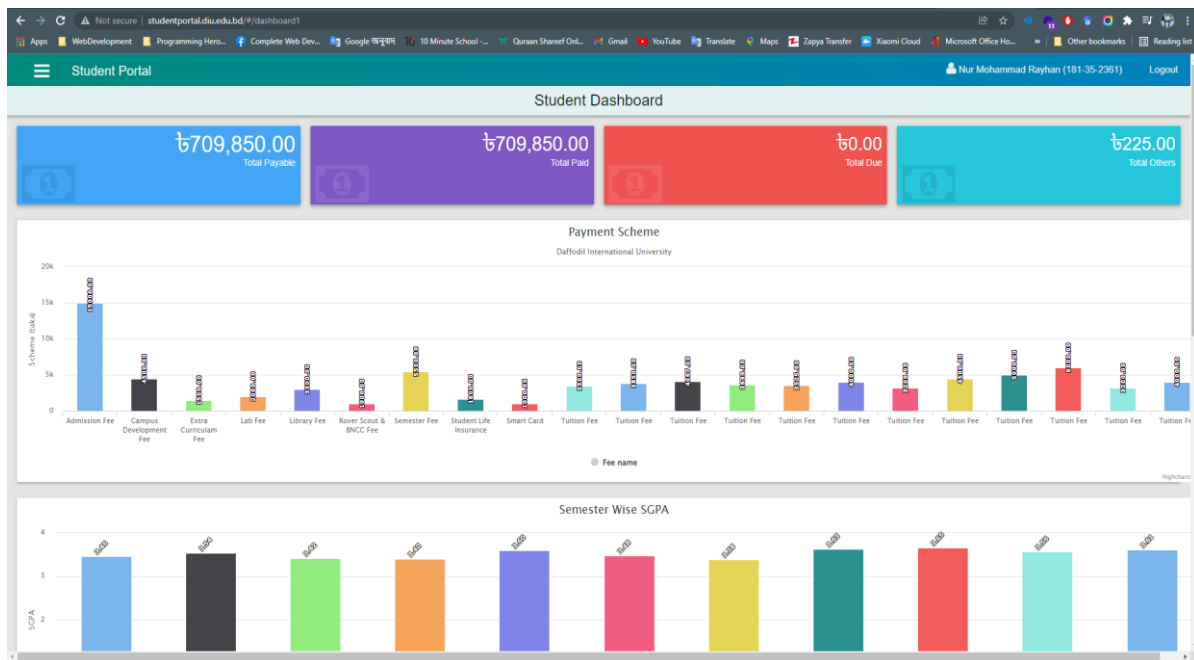 Not secure | studentportal.diu.edu.bd/#/dashboard1
Apps WebDevelopment Programming Hero... Complete Web Dev... Google অনুবাদ 10 Minute School -... Quraan Shareef Onl... Gmail YouTube Translate Maps Zapya Transfer Xiaomi Cloud Microsoft Office Ho... » Other bookmarks Reading list
Student Portal Nur Mohammad Rayhan (181-35-2361) Logout
Student Dashboard
৳709,850.00 ৳709,850.00 ৳0.00 ৳225.00
Total Payable Total Paid Total Due Total Others
Payment Scheme
Daffodil International University
20k
15k
10k
5k
0
Scheme (taka)
15000.00
Admission Fee Campus Development Fee Extra Curriculam Fee Lab Fee Library Fee Rover Scout & BNCC Fee Semester Fee Student Life Insurance Smart Card Tuition Fee Tuition Fee Tuition Fee Tuition Fee Tuition Fee Tuition Fee Tuition Fee Tuition Fee Tuition Fee Tuition Fee Tuition Fee Tuition Fe
Fee name
Highcharts
Semester Wise SGPA
4
3
2
SGPA